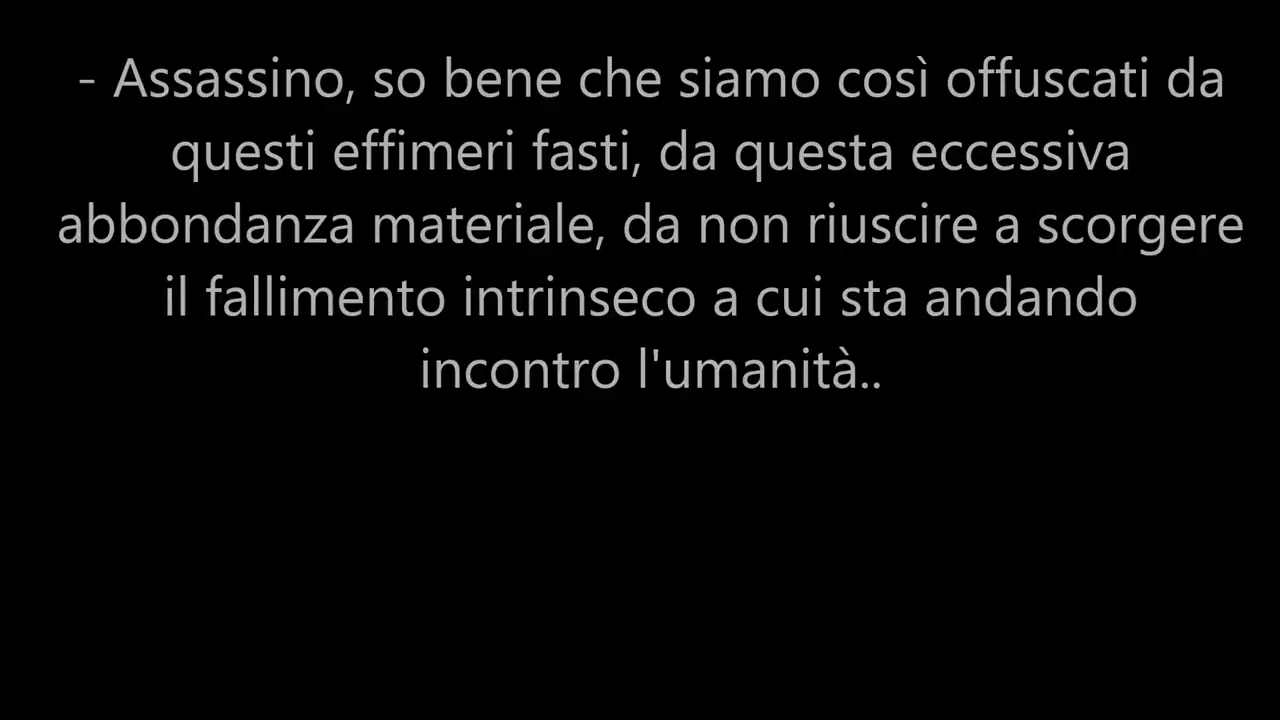 - Assassino, so bene che siamo così offuscati da
questi effimeri fasti, da questa eccessiva
abbondanza materiale, da non riuscire a scorgere
il fallimento intrinseco a cui sta andando
incontro l'umanità..